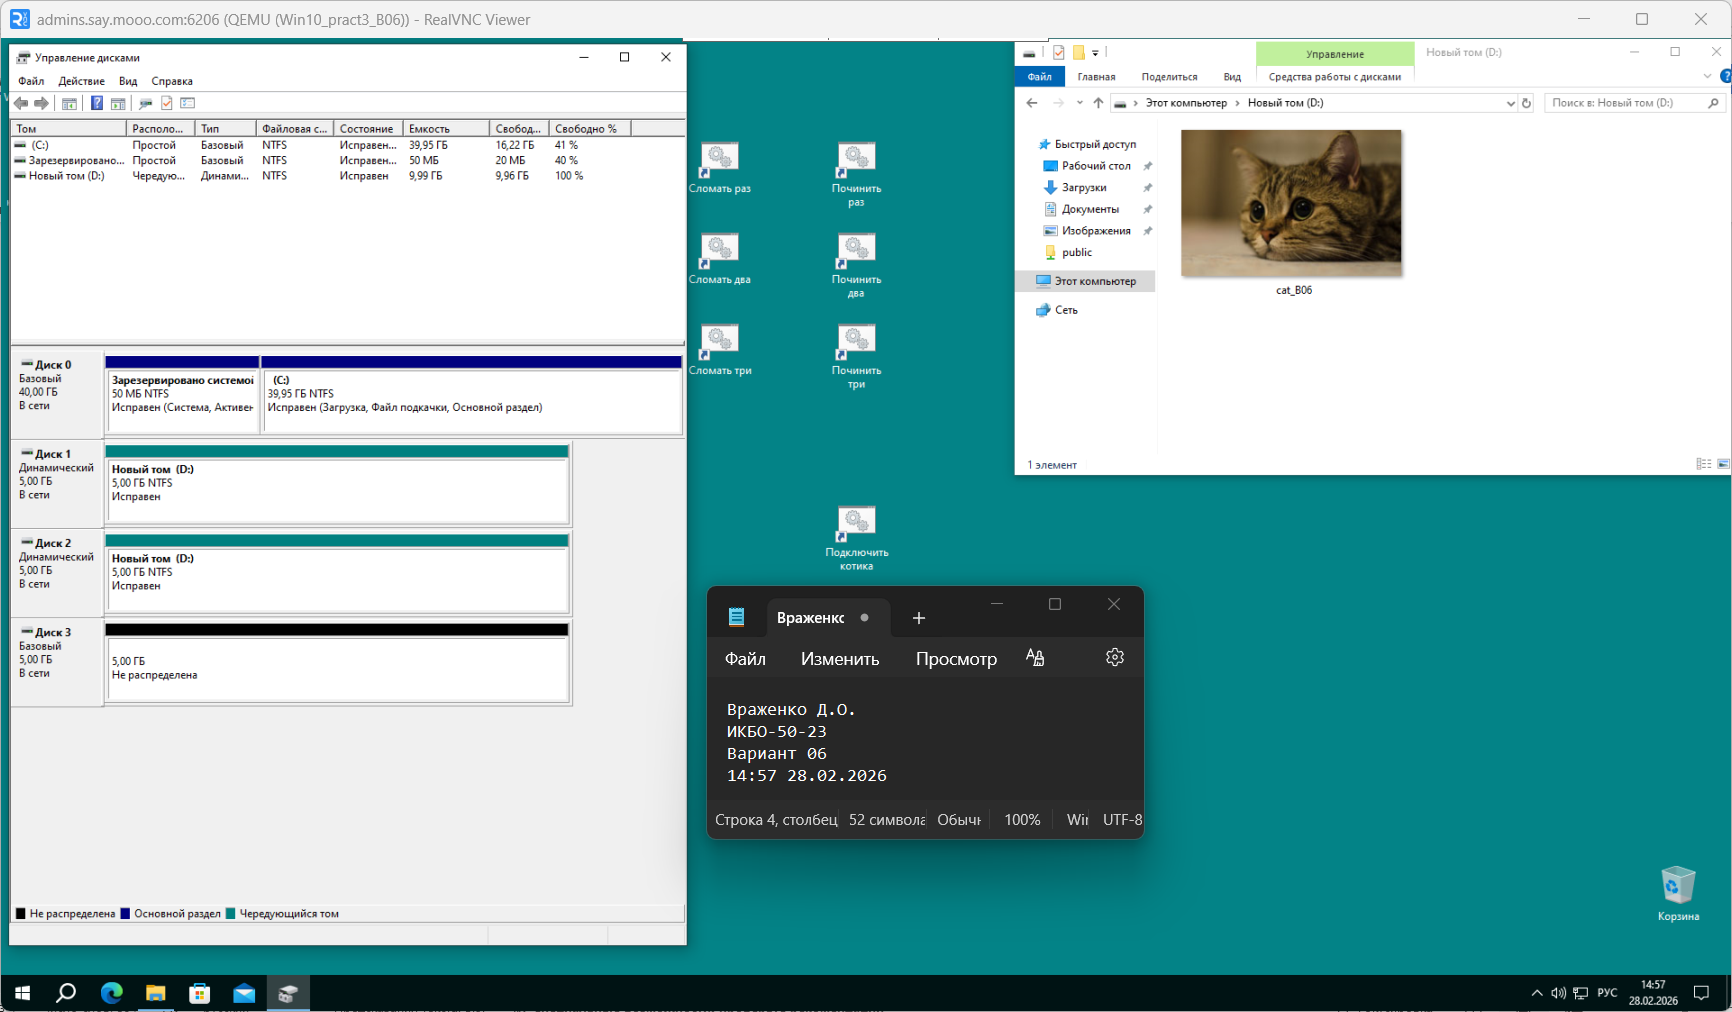 admins.say.mooo.com:6206 (QEMU (Win10_pract3_B06)) - RealVNC Viewer
Управление дисками
Файл Действие Вид Справка
Том Располо... Тип Файловая с... Состояние Емкость Свобод... Свободно %
(C:) Простой Базовый NTFS Исправен... 39,95 ГБ 16,22 ГБ 41 %
Зарезервировано... Простой Базовый NTFS Исправен... 50 МБ 20 МБ 40 %
Новый том (D:) Чередую... Динами... NTFS Исправен 9,99 ГБ 9,96 ГБ 100 %
Диск 0
Базовый
40,00 ГБ
В сети
Зарезервировано системой
50 МБ NTFS
Исправен (Система, Активен
(C:)
39,95 ГБ NTFS
Исправен (Загрузка, Файл подкачки, Основной раздел)
Диск 1
Динамический
5,00 ГБ
В сети
Новый том (D:)
5,00 ГБ NTFS
Исправен
Диск 2
Динамический
5,00 ГБ
В сети
Новый том (D:)
5,00 ГБ NTFS
Исправен
Диск 3
Базовый
5,00 ГБ
В сети
5,00 ГБ
Не распределена
Не распределена Основной раздел Чередующийся том
Сломать раз
Починить
раз
Сломать два
Починить
два
Сломать три
Починить
три
Подключить
котика
Управление
Новый том (D:)
Файл Главная Поделиться Вид Средства работы с дисками
Этот компьютер Новый том (D:)
Поиск в: Новый том (D:)
Быстрый доступ
Рабочий стол
Загрузки
Документы
Изображения
public
Этот компьютер
Сеть
cat_B06
1 элемент
Враженко
Файл Изменить Просмотр
Враженко Д.О.
ИКБО-50-23
Вариант 06
14:57 28.02.2026
Строка 4, столбец 52 символа Обычн 100% Win UTF-8
Корзина
РУС
14:57
28.02.2026